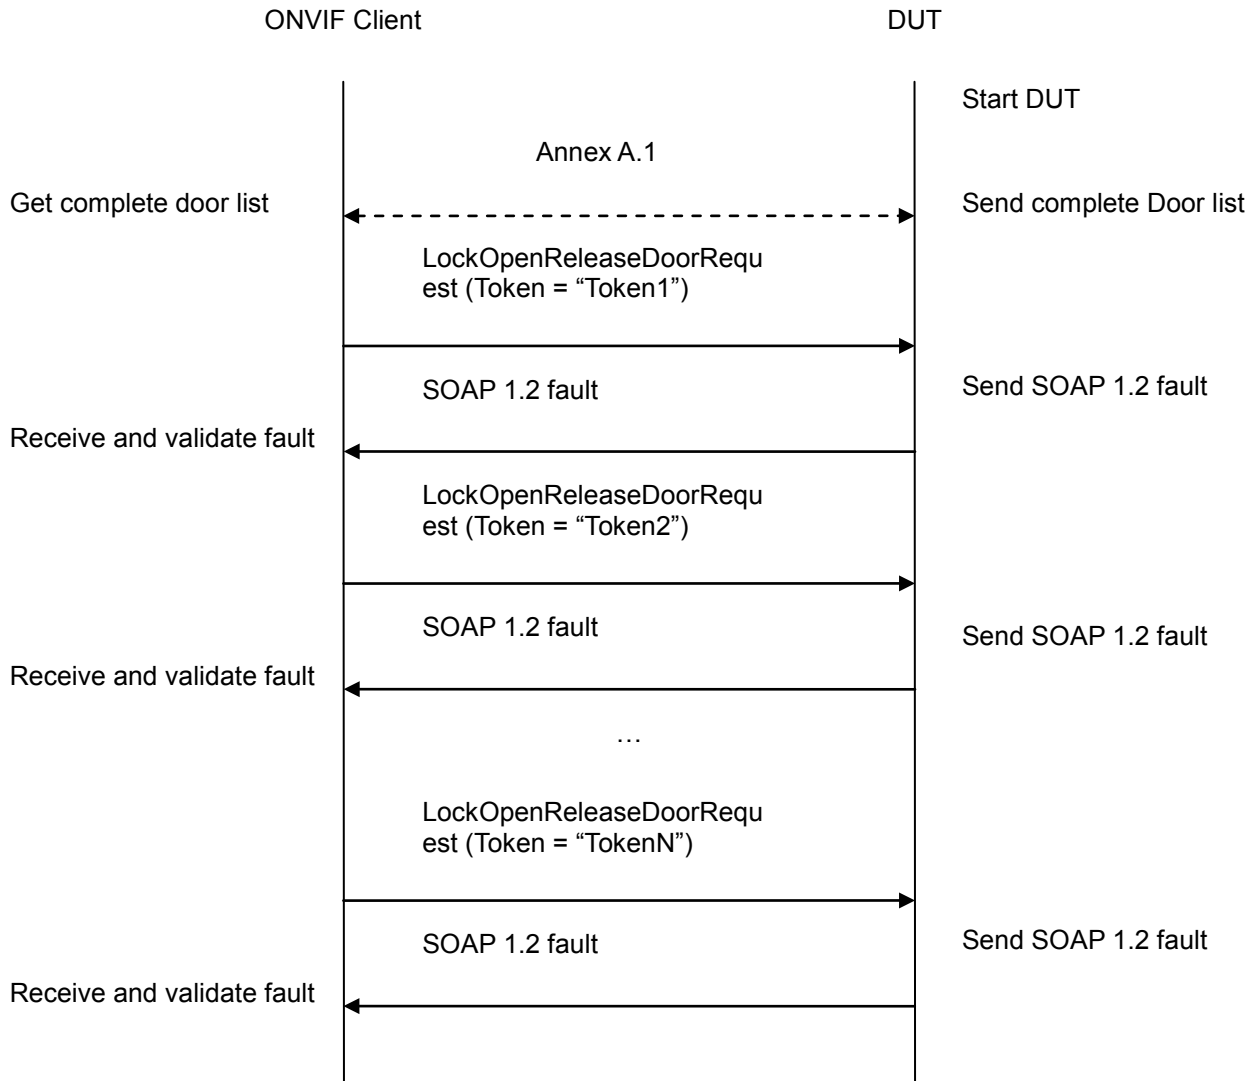 ONVIF Client
DUT
Start DUT
Annex A.1
Get complete door list
Send complete Door list
LockOpenReleaseDoorRequ
est (Token = “Token1”)
SOAP 1.2 fault
Send SOAP 1.2 fault
Receive and validate fault
LockOpenReleaseDoorRequ
est (Token = “Token2”)
SOAP 1.2 fault
Send SOAP 1.2 fault
Receive and validate fault
…
LockOpenReleaseDoorRequ
est (Token = “TokenN”)
SOAP 1.2 fault
Send SOAP 1.2 fault
Receive and validate fault